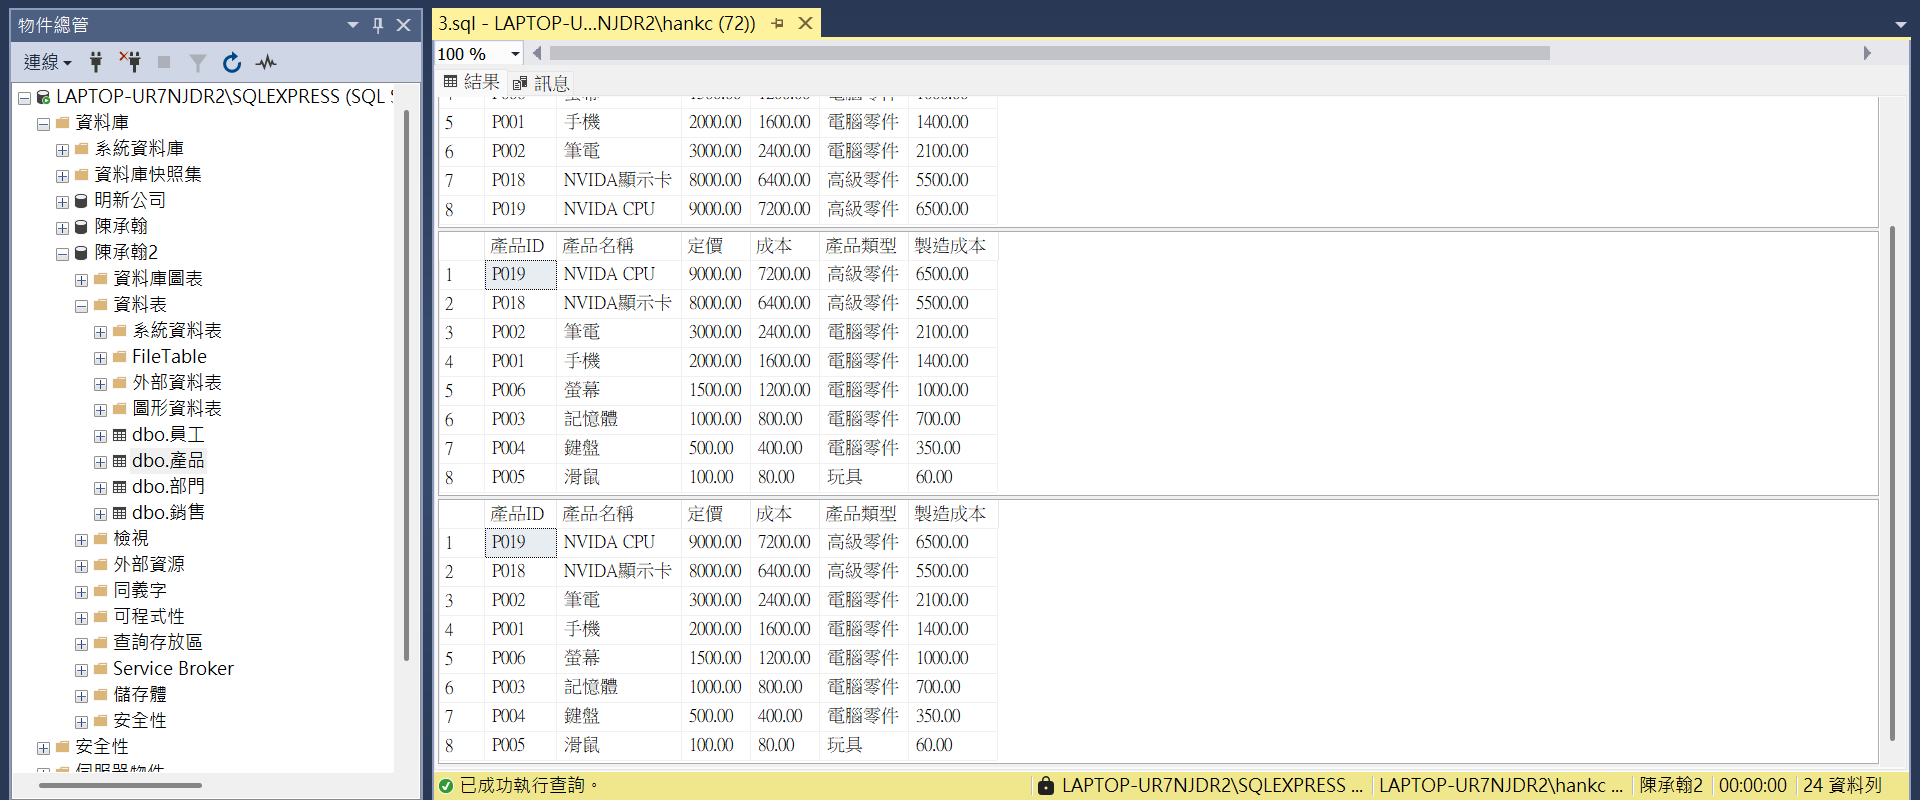 物件總管
連線
LAPTOP-UR7NJDR2\SQLEXPRESS (SQL S
資料庫
系統資料庫
資料庫快照集
明新公司
陳承翰
陳承翰2
資料庫圖表
資料表
系統資料表
FileTable
外部資料表
圖形資料表
dbo.員工
dbo.產品
dbo.部門
dbo.銷售
檢視
外部資源
同義字
可程式性
查詢存放區
Service Broker
儲存體
安全性
安全性
伺服器物件
3.sql - LAPTOP-U...NJDR2\hankc (72))
100 %
結果 訊息
5 P001 手機 2000.00 1600.00 電腦零件 1400.00
6 P002 筆電 3000.00 2400.00 電腦零件 2100.00
7 P018 NVIDA顯示卡 8000.00 6400.00 高級零件 5500.00
8 P019 NVIDA CPU 9000.00 7200.00 高級零件 6500.00
產品ID 產品名稱 定價 成本 產品類型 製造成本
1 P019 NVIDA CPU 9000.00 7200.00 高級零件 6500.00
2 P018 NVIDA顯示卡 8000.00 6400.00 高級零件 5500.00
3 P002 筆電 3000.00 2400.00 電腦零件 2100.00
4 P001 手機 2000.00 1600.00 電腦零件 1400.00
5 P006 螢幕 1500.00 1200.00 電腦零件 1000.00
6 P003 記憶體 1000.00 800.00 電腦零件 700.00
7 P004 鍵盤 500.00 400.00 電腦零件 350.00
8 P005 滑鼠 100.00 80.00 玩具 60.00
產品ID 產品名稱 定價 成本 產品類型 製造成本
1 P019 NVIDA CPU 9000.00 7200.00 高級零件 6500.00
2 P018 NVIDA顯示卡 8000.00 6400.00 高級零件 5500.00
3 P002 筆電 3000.00 2400.00 電腦零件 2100.00
4 P001 手機 2000.00 1600.00 電腦零件 1400.00
5 P006 螢幕 1500.00 1200.00 電腦零件 1000.00
6 P003 記憶體 1000.00 800.00 電腦零件 700.00
7 P004 鍵盤 500.00 400.00 電腦零件 350.00
8 P005 滑鼠 100.00 80.00 玩具 60.00
已成功執行查詢。 LAPTOP-UR7NJDR2\SQLEXPRESS ... LAPTOP-UR7NJDR2\hankc ... 陳承翰2 00:00:00 24 資料列